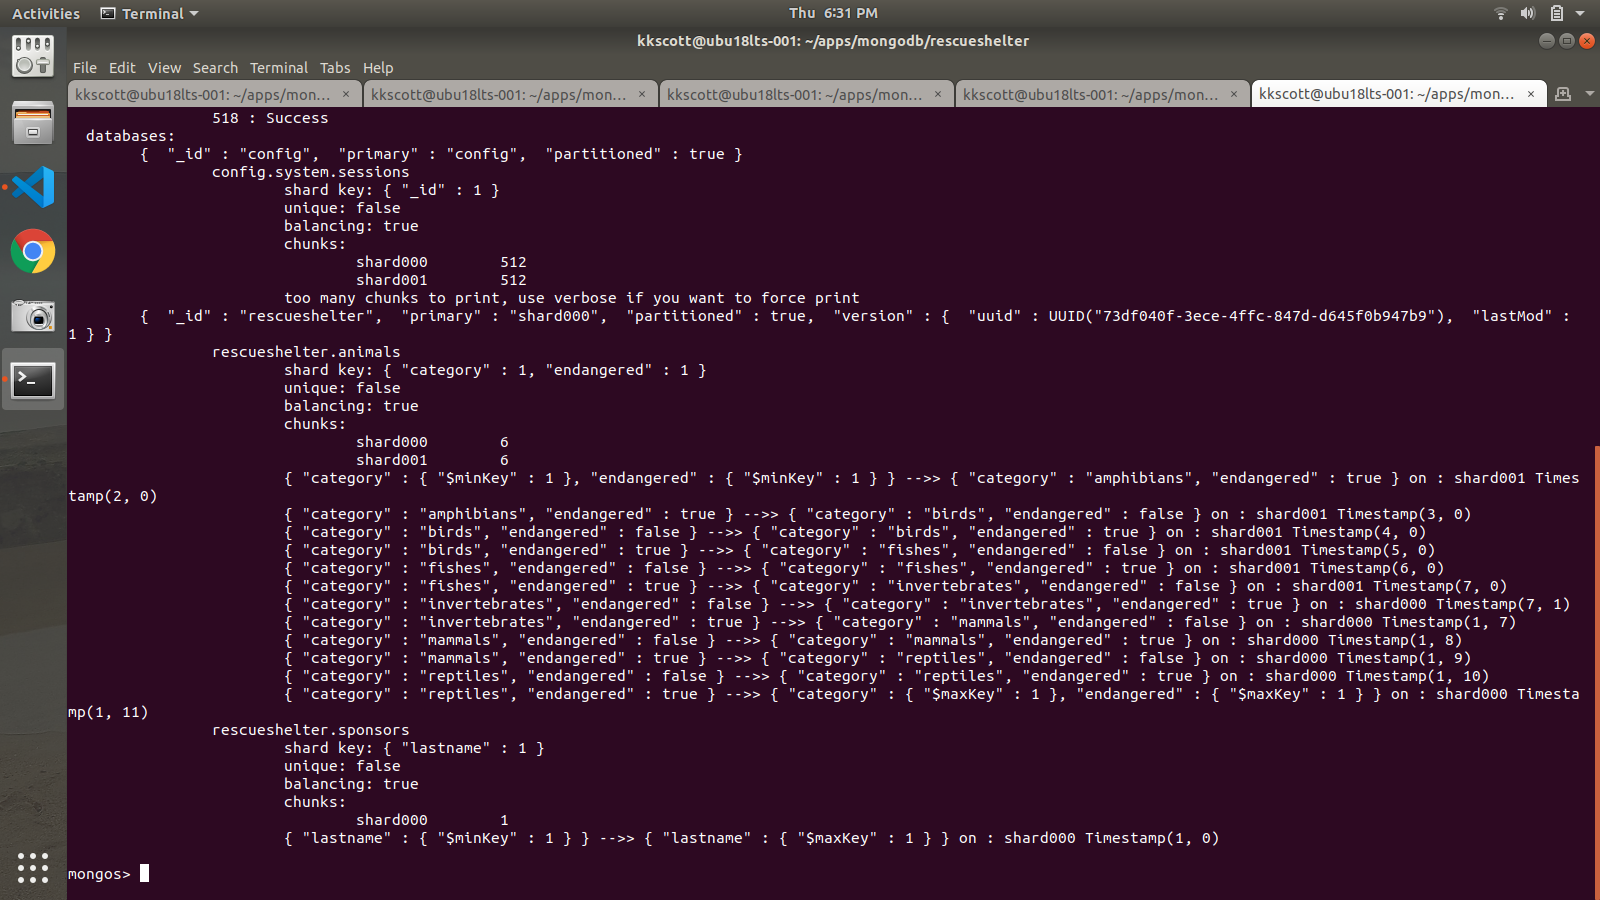 Activities Terminal Thu 6:31 PM
kkscott@ubu18lts-001: ~/apps/mongodb/rescueshelter
File Edit View Search Terminal Tabs Help
kkscott@ubu18lts-001: ~/apps/mon... × kkscott@ubu18lts-001: ~/apps/mon... × kkscott@ubu18lts-001: ~/apps/mon... × kkscott@ubu18lts-001: ~/apps/mon... × kkscott@ubu18lts-001: ~/apps/mon... ×
518 : Success
databases:
{ "_id" : "config", "primary" : "config", "partitioned" : true }
config.system.sessions
shard key: { "_id" : 1 }
unique: false
balancing: true
chunks:
shard000 512
shard001 512
too many chunks to print, use verbose if you want to force print
{ "_id" : "rescueshelter", "primary" : "shard000", "partitioned" : true, "version" : { "uuid" : UUID("73df040f-3ece-4ffc-847d-d645f0b947b9"), "lastMod" :
1 } }
rescueshelter.animals
shard key: { "category" : 1, "endangered" : 1 }
unique: false
balancing: true
chunks:
shard000 6
shard001 6
{ "category" : { "$minKey" : 1 }, "endangered" : { "$minKey" : 1 } } -->> { "category" : "amphibians", "endangered" : true } on : shard001 Times
tamp(2, 0)
{ "category" : "amphibians", "endangered" : true } -->> { "category" : "birds", "endangered" : false } on : shard001 Timestamp(3, 0)
{ "category" : "birds", "endangered" : false } -->> { "category" : "birds", "endangered" : true } on : shard001 Timestamp(4, 0)
{ "category" : "birds", "endangered" : true } -->> { "category" : "fishes", "endangered" : false } on : shard001 Timestamp(5, 0)
{ "category" : "fishes", "endangered" : false } -->> { "category" : "fishes", "endangered" : true } on : shard001 Timestamp(6, 0)
{ "category" : "fishes", "endangered" : true } -->> { "category" : "invertebrates", "endangered" : false } on : shard001 Timestamp(7, 0)
{ "category" : "invertebrates", "endangered" : false } -->> { "category" : "invertebrates", "endangered" : true } on : shard000 Timestamp(7, 1)
{ "category" : "invertebrates", "endangered" : true } -->> { "category" : "mammals", "endangered" : false } on : shard000 Timestamp(1, 7)
{ "category" : "mammals", "endangered" : false } -->> { "category" : "mammals", "endangered" : true } on : shard000 Timestamp(1, 8)
{ "category" : "mammals", "endangered" : true } -->> { "category" : "reptiles", "endangered" : false } on : shard000 Timestamp(1, 9)
{ "category" : "reptiles", "endangered" : false } -->> { "category" : "reptiles", "endangered" : true } on : shard000 Timestamp(1, 10)
{ "category" : "reptiles", "endangered" : true } -->> { "category" : { "$maxKey" : 1 }, "endangered" : { "$maxKey" : 1 } } on : shard000 Timesta
mp(1, 11)
rescueshelter.sponsors
shard key: { "lastname" : 1 }
unique: false
balancing: true
chunks:
shard000 1
{ "lastname" : { "$minKey" : 1 } } -->> { "lastname" : { "$maxKey" : 1 } } on : shard000 Timestamp(1, 0)
mongos>